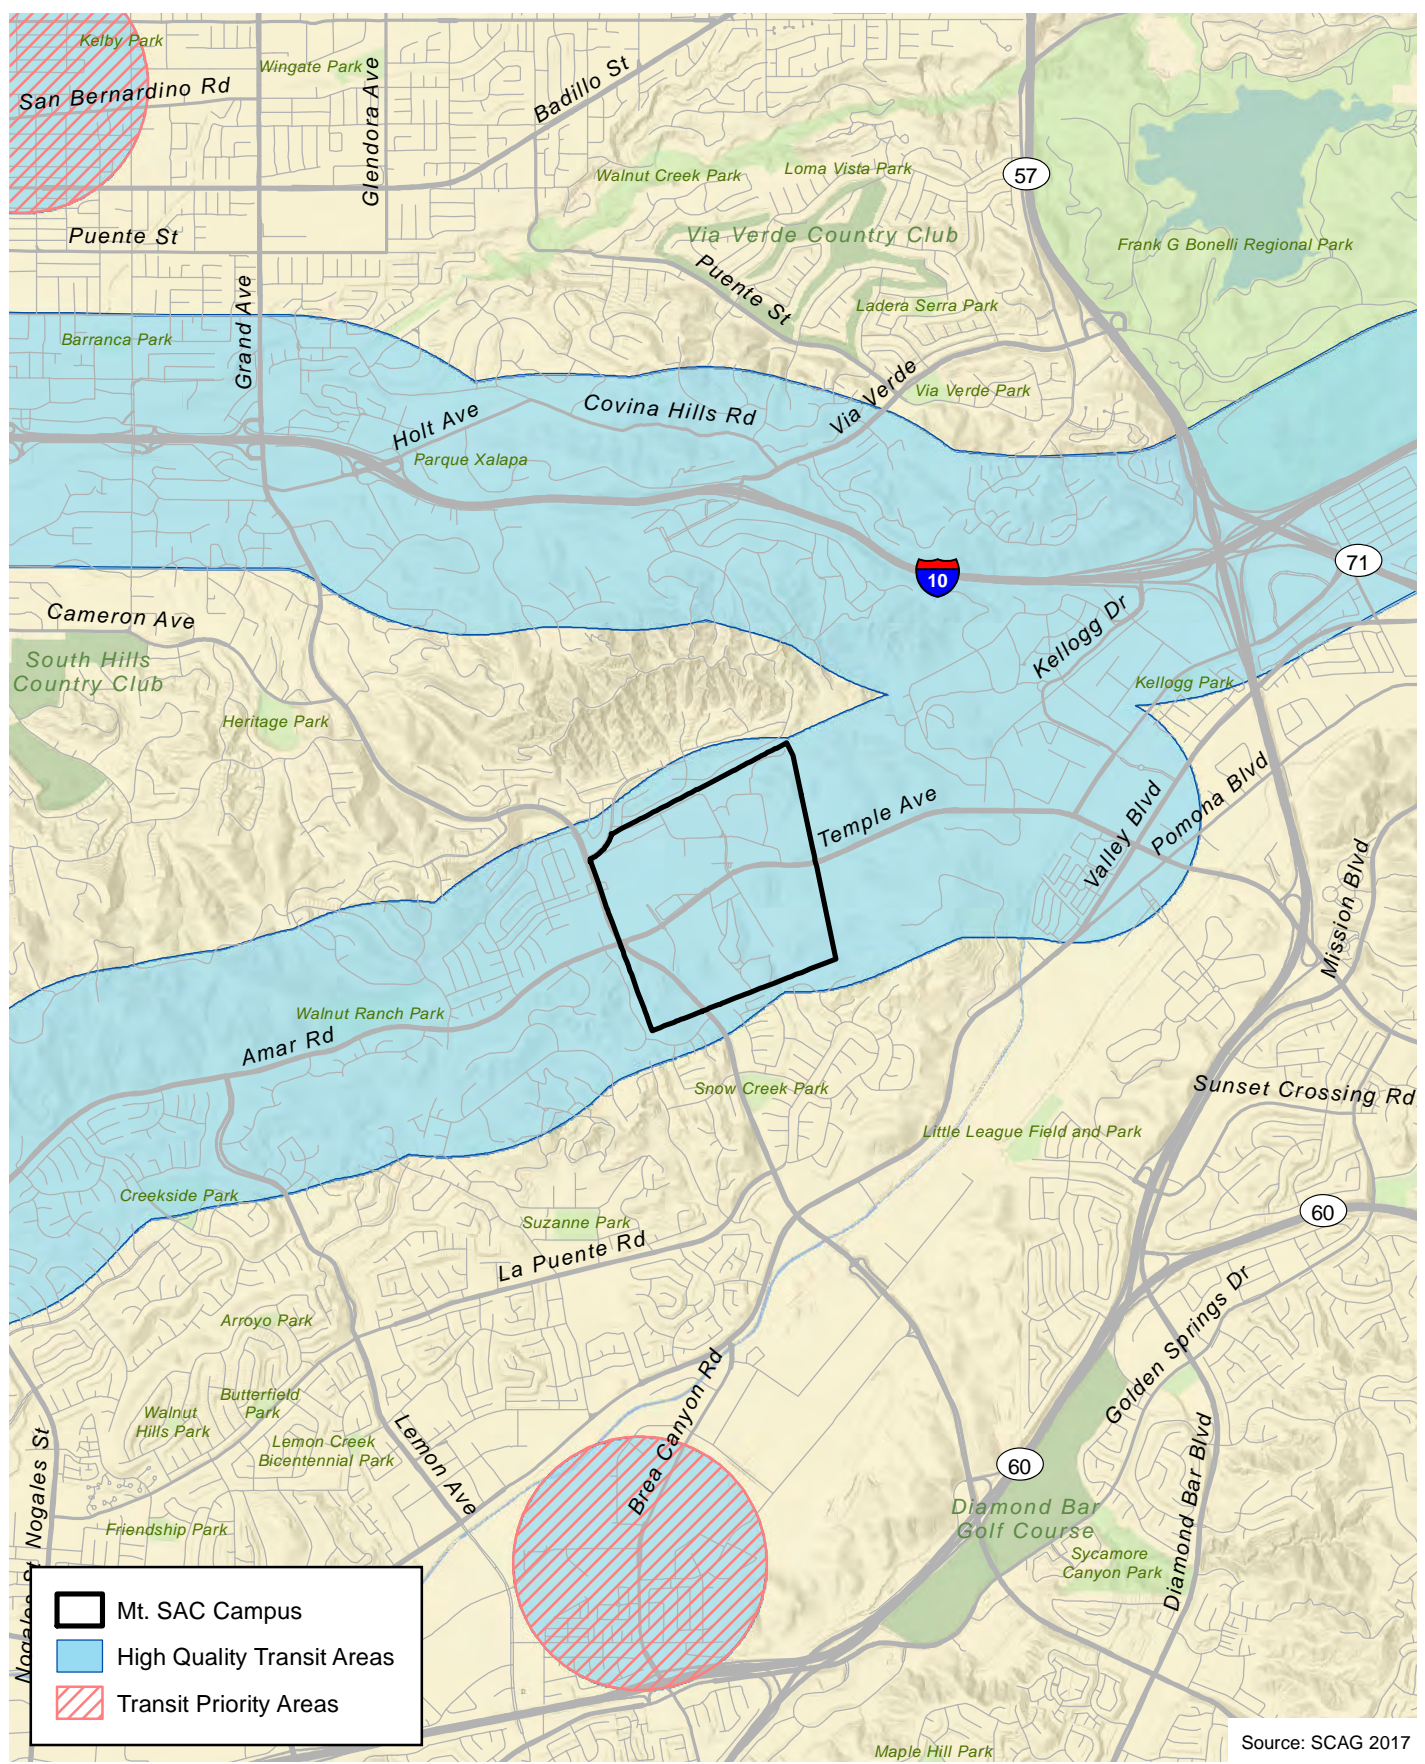 Kelby Park
Wingate Park
San Bernardino Rd
Glendora Ave
Badillo St
Walnut Creek Park
Loma Vista Park
57
Puente St
Via Verde Country Club
Frank G Bonelli Regional Park
Puente St
Ladera Serra Park
Grand Ave
Barranca Park
Via Verde
Via Verde Park
Holt Ave
Covina Hills Rd
Parque Xalapa
10
71
Cameron Ave
Kellogg Dr
South Hills
Country Club
Kellogg Park
Heritage Park
Temple Ave
Valley Blvd
Pomona Blvd
Mission Blvd
Walnut Ranch Park
Amar Rd
Snow Creek Park
Sunset Crossing Rd
Little League Field and Park
Creekside Park
Suzanne Park
60
La Puente Rd
Arroyo Park
Golden Springs Dr
Butterfield
Park
Walnut
Hills Park
Lemon Creek
Bicentennial Park
Lemon Ave
Brea Canyon Rd
Nogales St
60
Diamond Bar Blvd
Diamond Bar
Golf Course
Friendship Park
Sycamore
Canyon Park
Nogales St
Mt. SAC Campus
High Quality Transit Areas
Transit Priority Areas
Maple Hill Park
Source: SCAG 2017